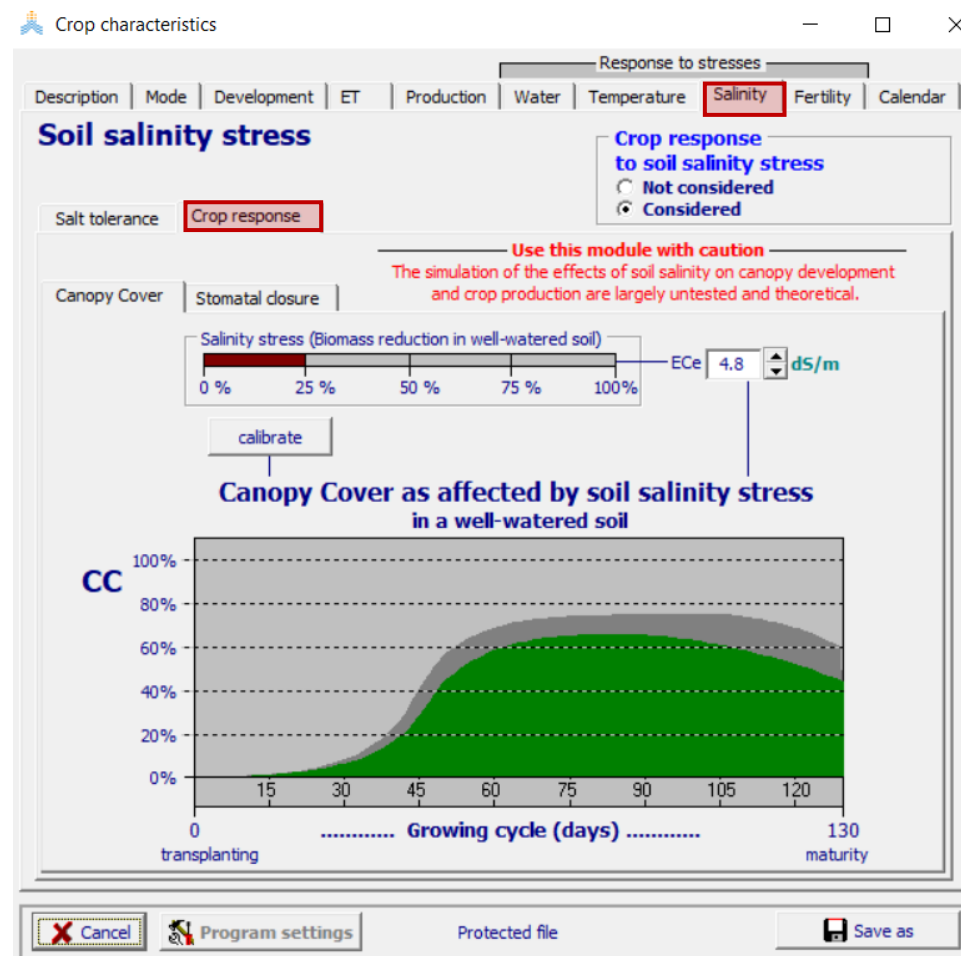 Crop characteristics
Response to stresses
Description Mode Development ET Production Water Temperature Salinity Fertility Calendar
Soil salinity stress
Crop response
to soil salinity stress
Not considered
Considered
Salt tolerance Crop response
Use this module with caution
The simulation of the effects of soil salinity on canopy development
and crop production are largely untested and theoretical.
Canopy Cover Stomatal closure
Salinity stress (Biomass reduction in well-watered soil)
ECe 4.8 dS/m
0 % 25 % 50 % 75 % 100%
calibrate
Canopy Cover as affected by soil salinity stress
in a well-watered soil
CC
100%
80%
60%
40%
20%
0%
15 30 45 60 75 90 105 120
0 ............ Growing cycle (days) ............ 130
transplanting maturity
Cancel Program settings Protected file Save as